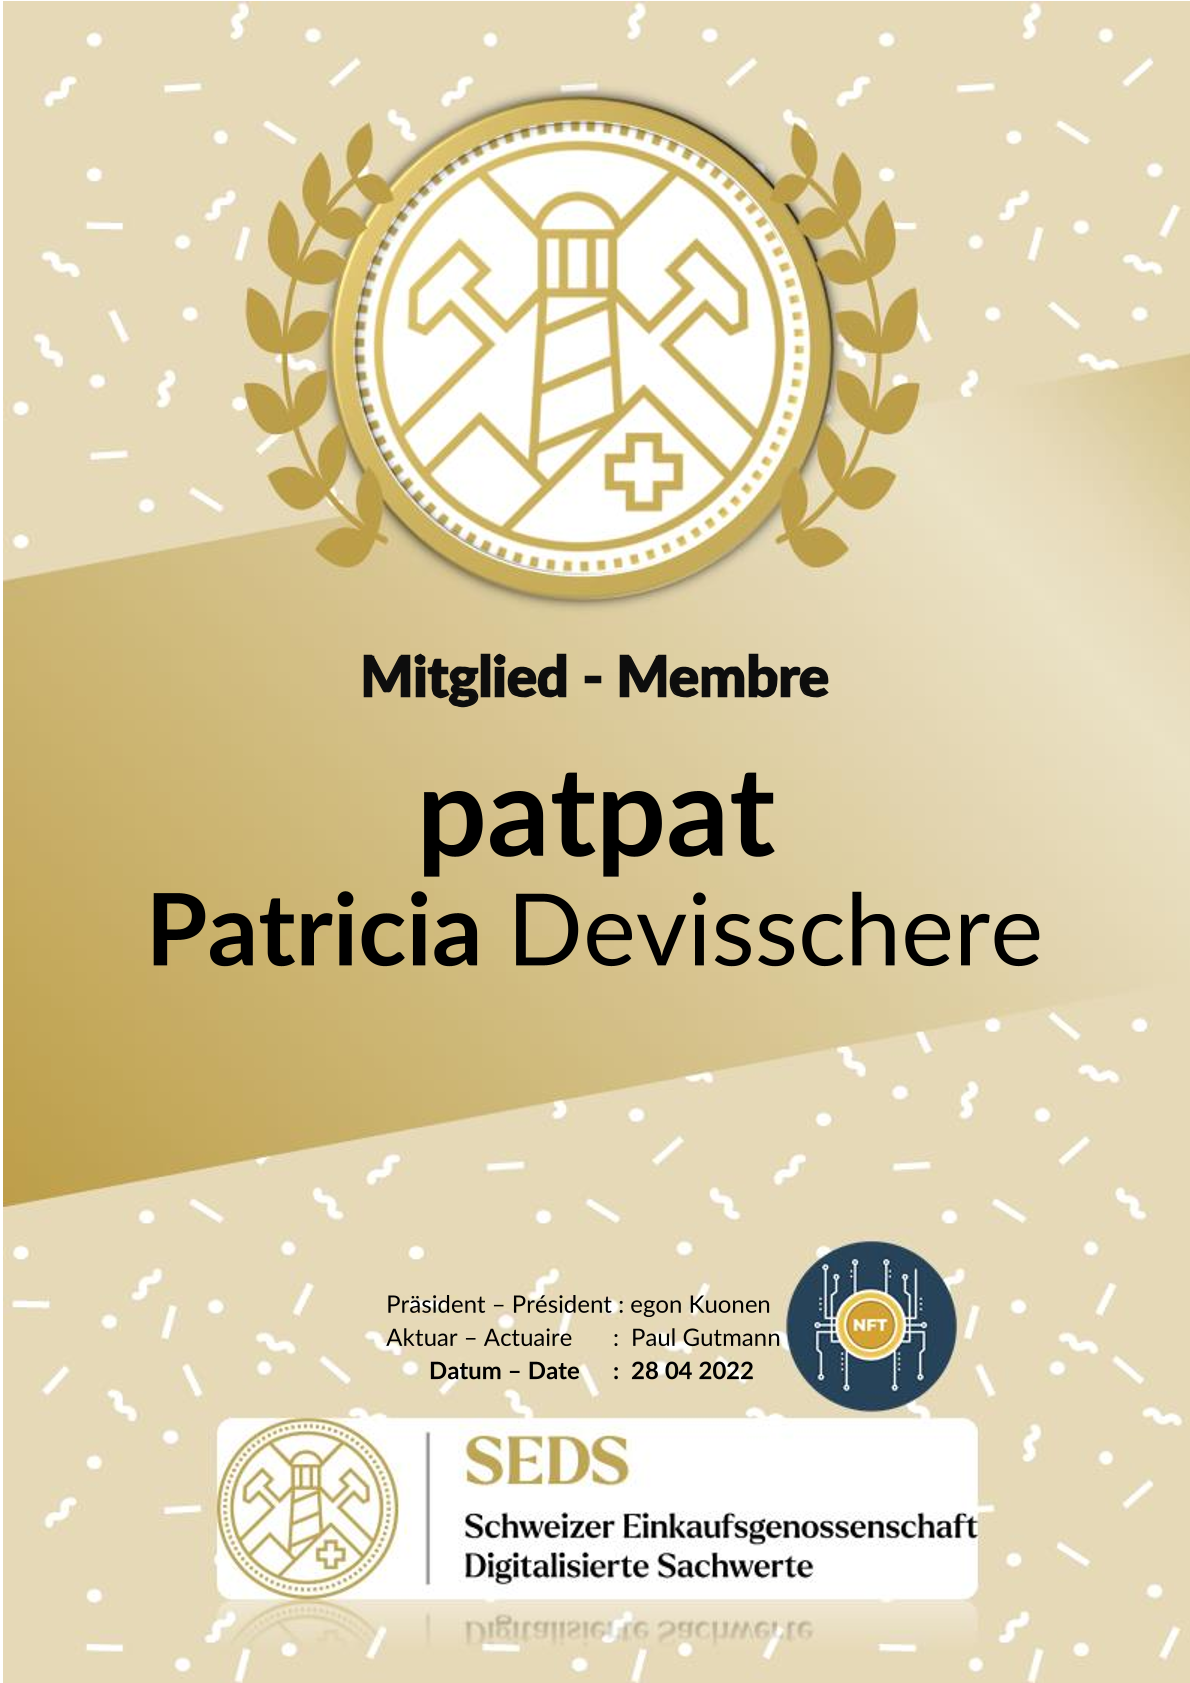 Mitglied - Membre
patpat
Patricia Devisschere
Präsident – Président : egon Kuonen
Aktuar – Actuaire : Paul Gutmann
Datum – Date : 28 04 2022
NFT
SEDS
Schweizer Einkaufsgenossenschaft
Digitalisierte Sachwerte